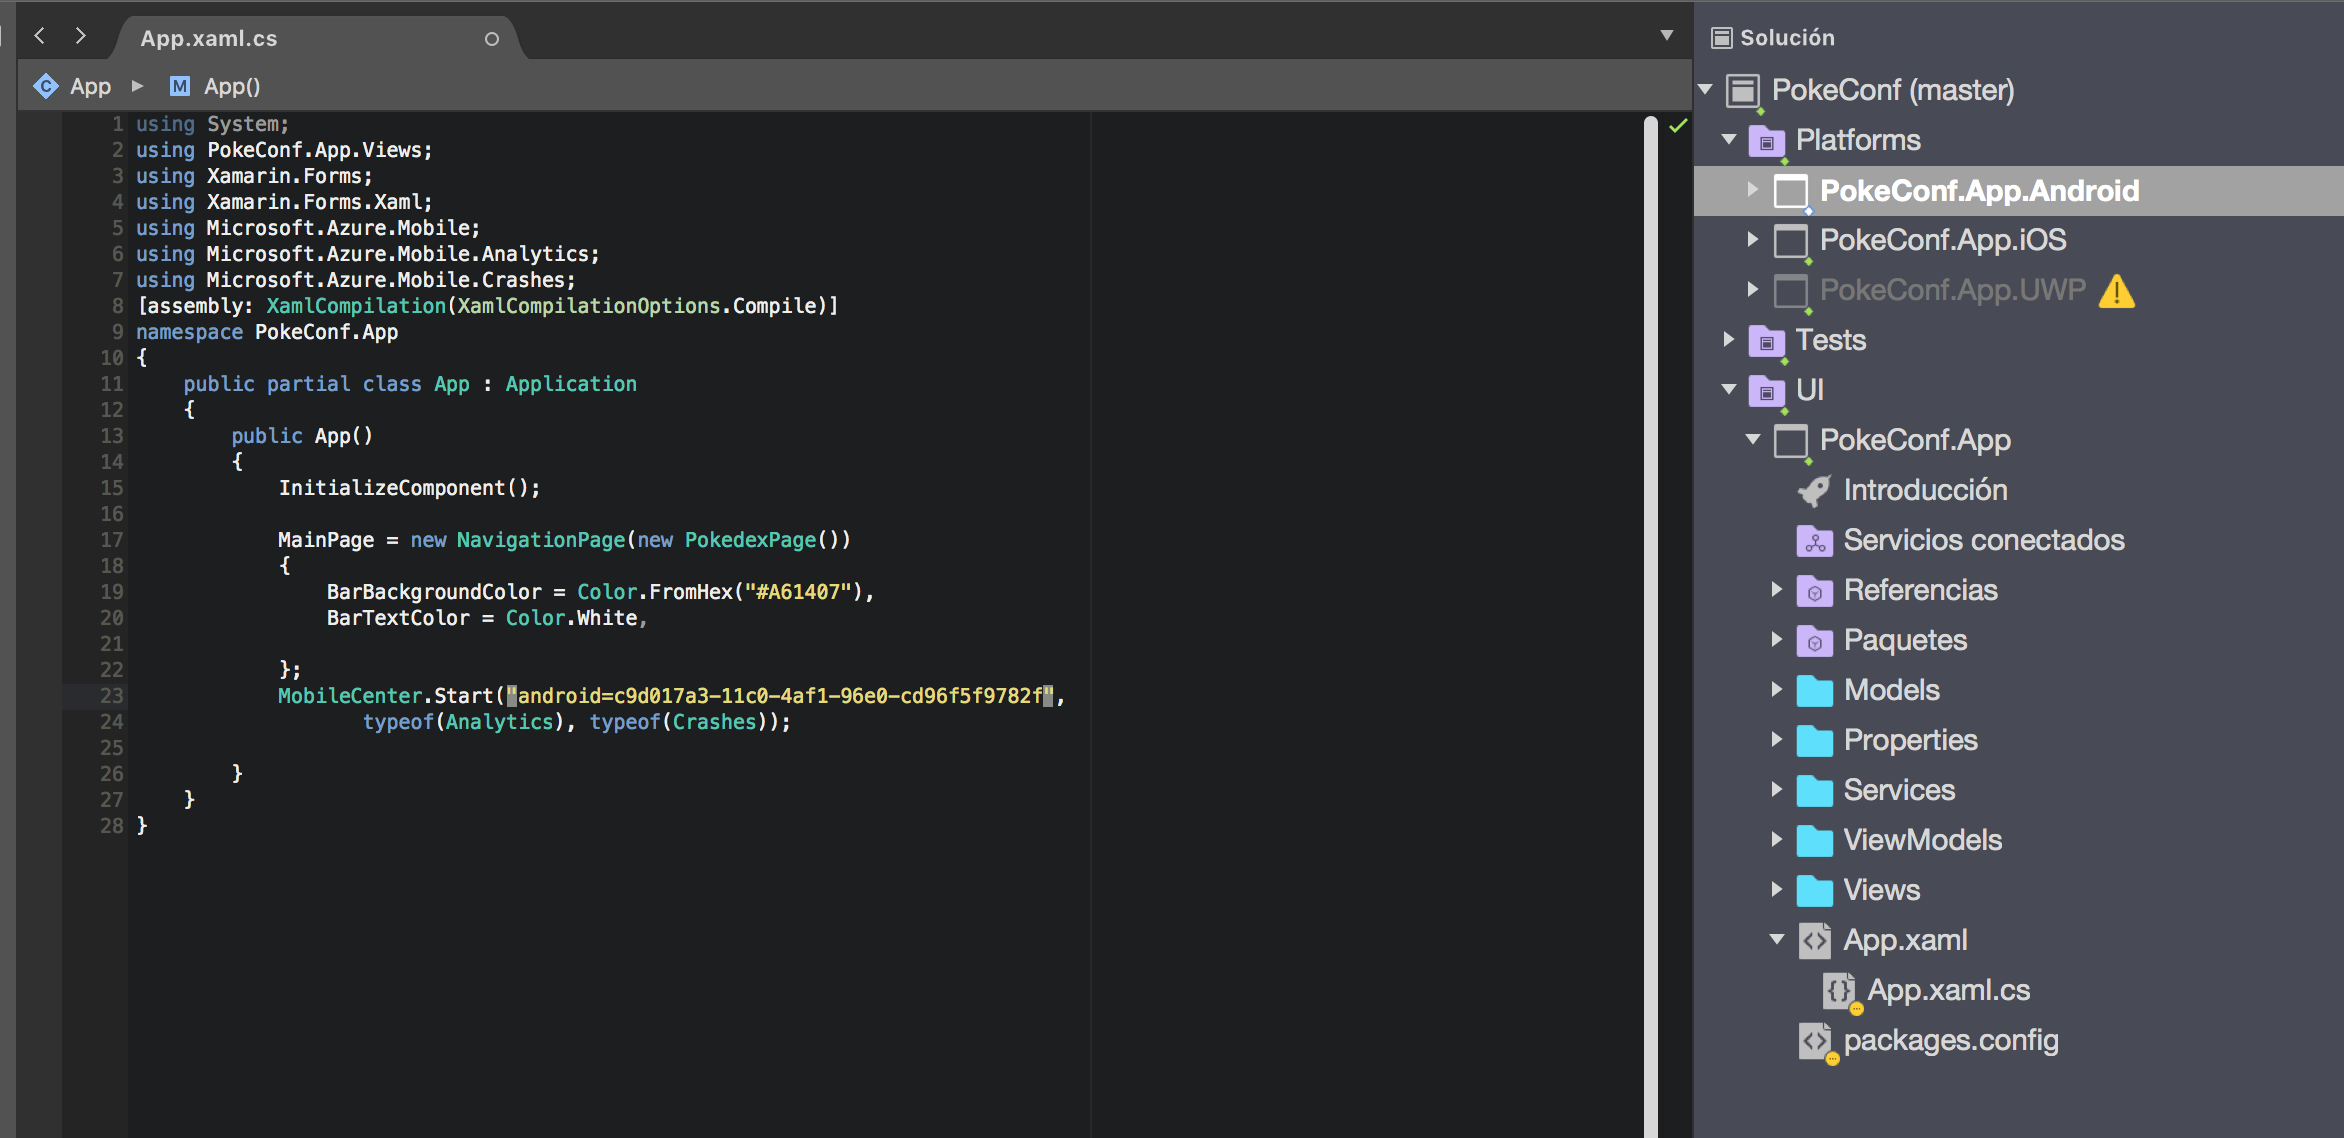 App.xaml.cs
App ▶ M App()
1 using System;
2 using PokeConf.App.Views;
3 using Xamarin.Forms;
4 using Xamarin.Forms.Xaml;
5 using Microsoft.Azure.Mobile;
6 using Microsoft.Azure.Mobile.Analytics;
7 using Microsoft.Azure.Mobile.Crashes;
8 [assembly: XamlCompilation(XamlCompilationOptions.Compile)]
9 namespace PokeConf.App
10 {
11     public partial class App : Application
12     {
13         public App()
14         {
15             InitializeComponent();
16
17             MainPage = new NavigationPage(new PokedexPage())
18             {
19                 BarBackgroundColor = Color.FromHex("#A61407"),
20                 BarTextColor = Color.White,
21
22             };
23             MobileCenter.Start("android=c9d017a3-11c0-4af1-96e0-cd96f5f9782f",
24                    typeof(Analytics), typeof(Crashes));
25
26         }
27     }
28 }
Solución
PokeConf (master)
Platforms
PokeConf.App.Android
PokeConf.App.iOS
PokeConf.App.UWP
Tests
UI
PokeConf.App
Introducción
Servicios conectados
Referencias
Paquetes
Models
Properties
Services
ViewModels
Views
App.xaml
App.xaml.cs
packages.config